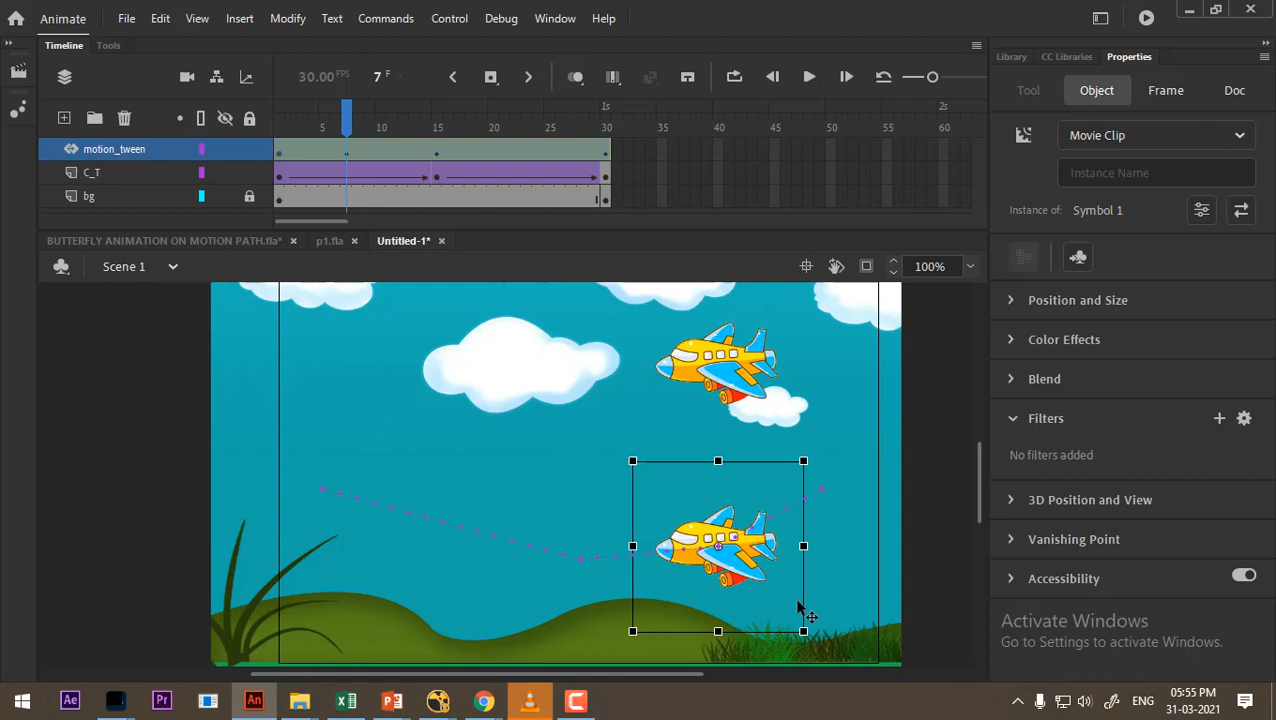 Animate File Edit View Insert Modify Text Commands Control Debug Window Help
Timeline Tools
Library CC Libraries Properties
30.00 FPS 7 F
Tool Object Frame Doc
1s 2s
5 10 15 20 25 30 35 40 45 50 55 60
motion_tween
Movie Clip
C_T
Instance Name
bg
Instance of: Symbol 1
BUTTERFLY ANIMATION ON MOTION PATH.fla* p1.fla Untitled-1*
Scene 1
100%
Position and Size
Color Effects
Blend
Filters
No filters added
3D Position and View
Vanishing Point
Accessibility
Activate Windows
Go to Settings to activate Windows.
Ae Pr An
ENG
05:55 PM
31-03-2021